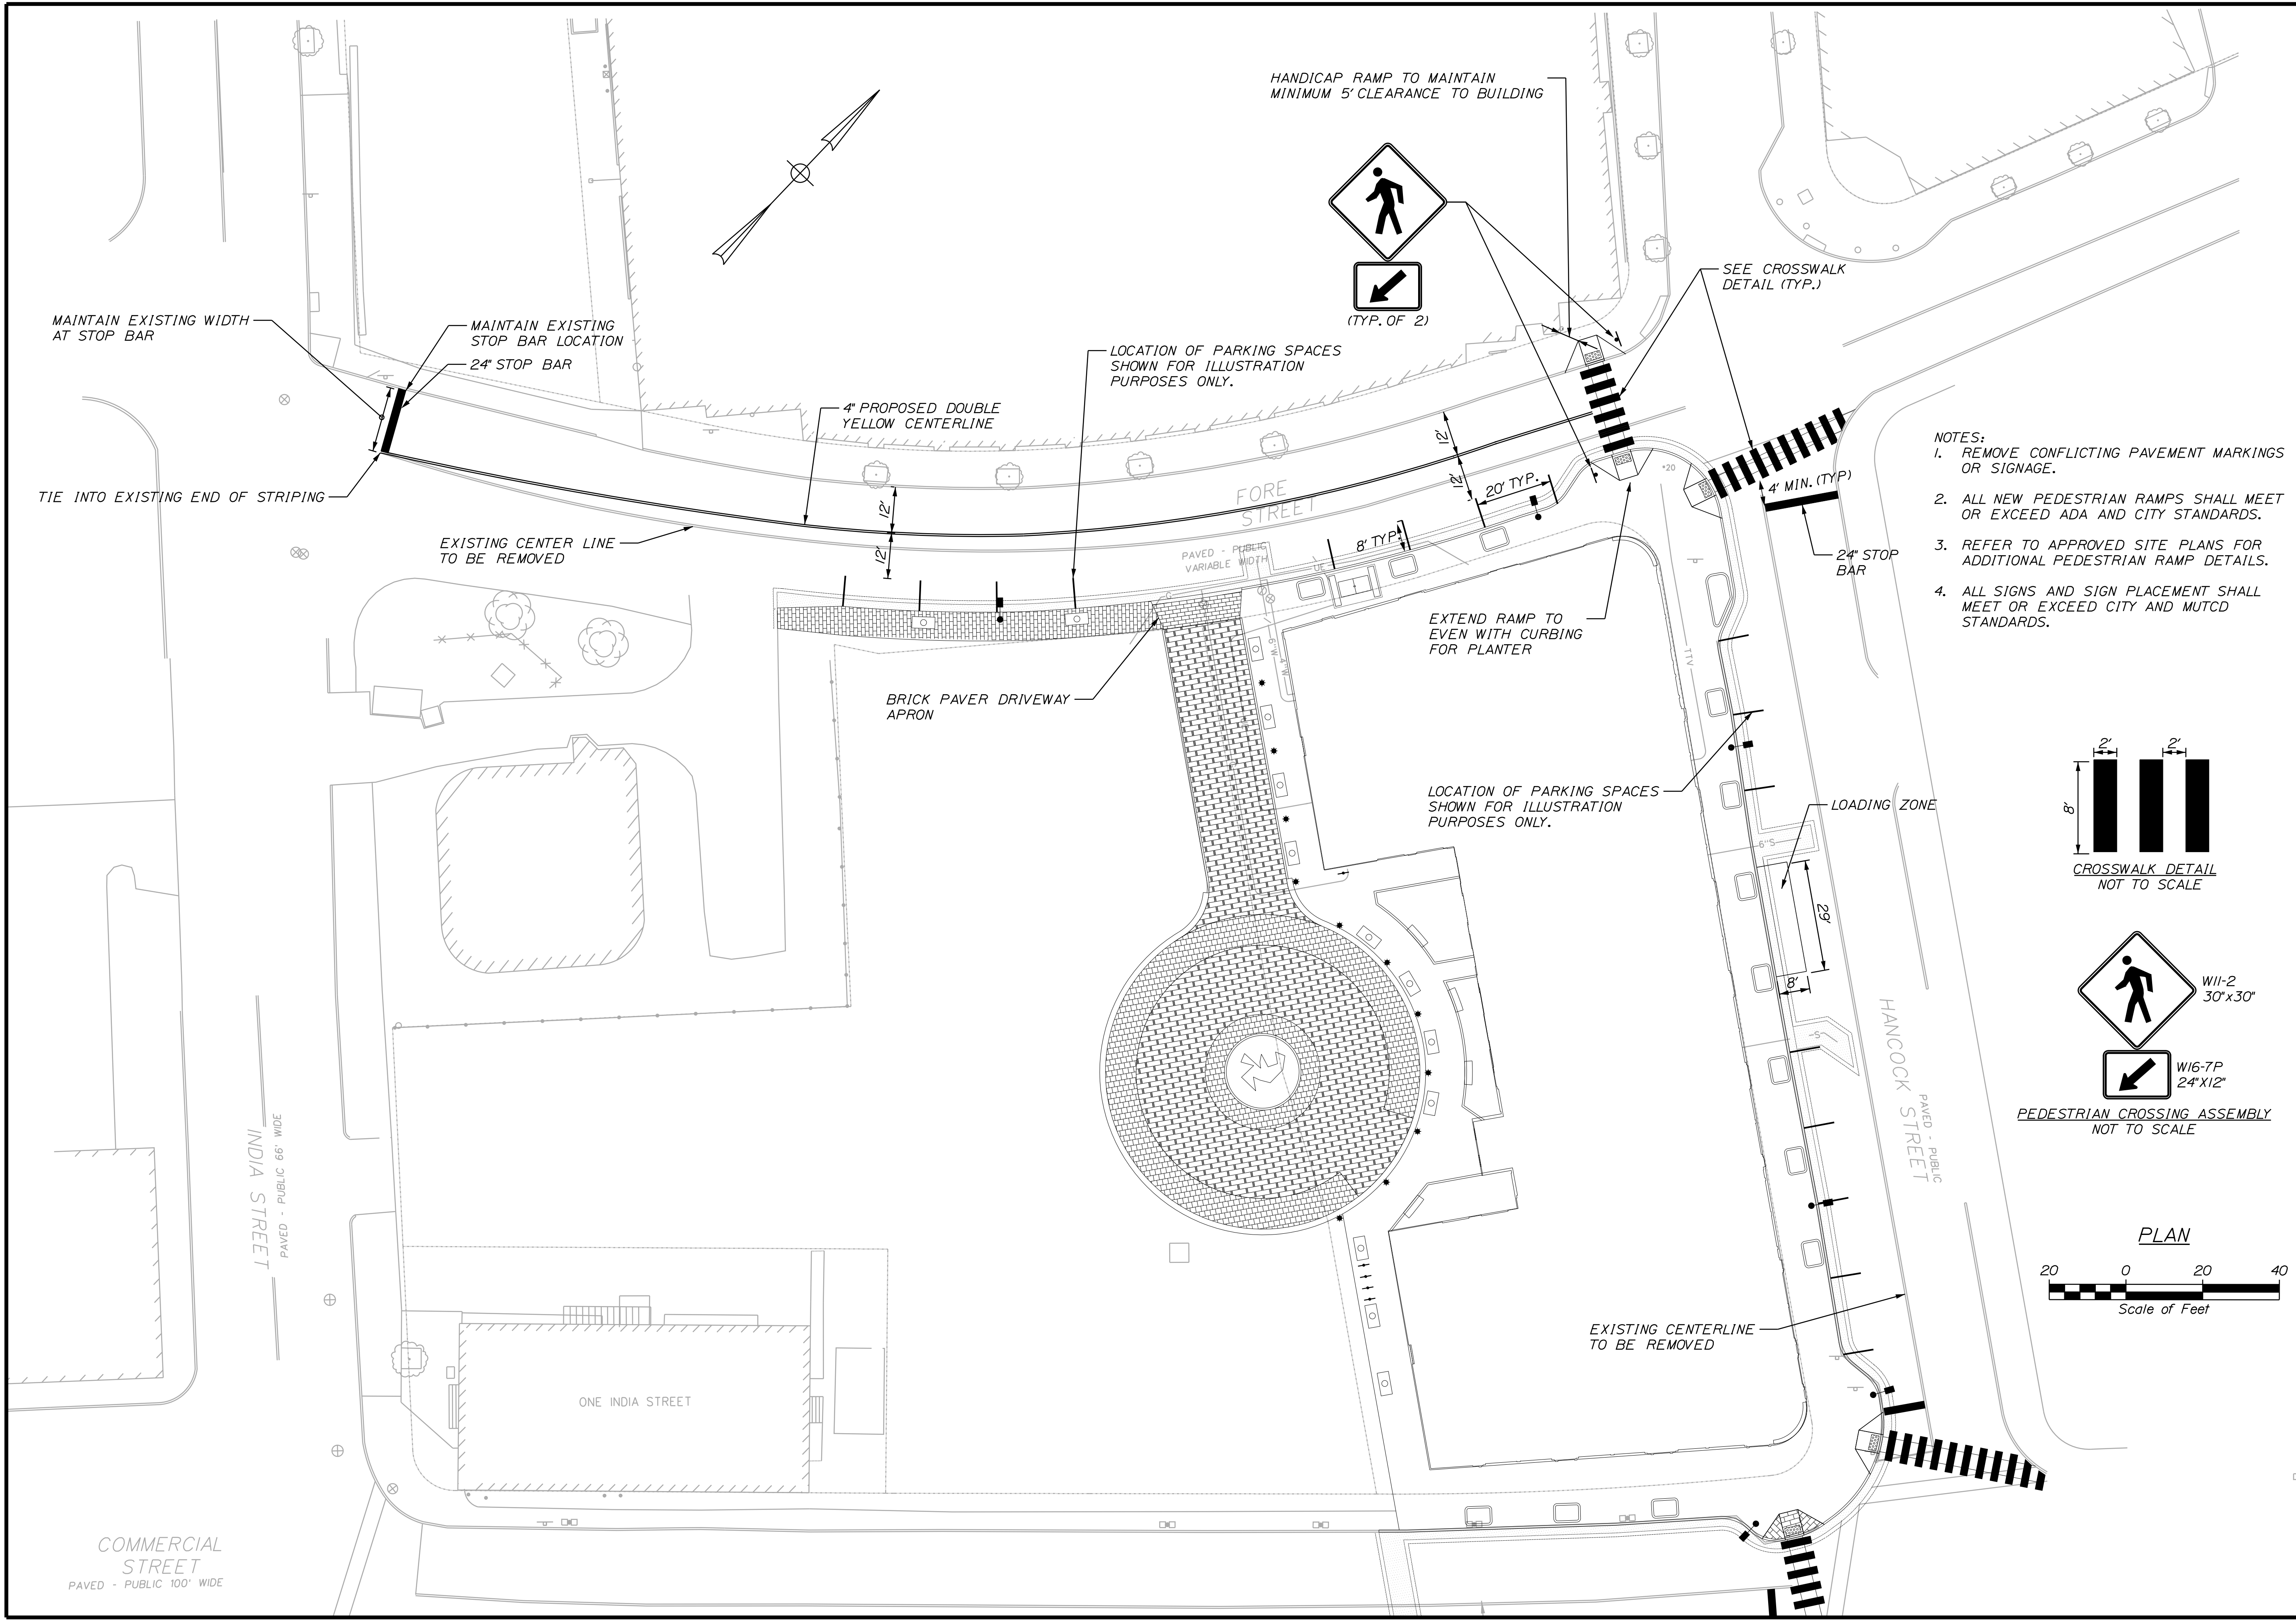 HANDICAP RAMP TO MAINTAIN
MINIMUM 5' CLEARANCE TO BUILDING
(TYP. OF 2)
SEE CROSSWALK
DETAIL (TYP.)
MAINTAIN EXISTING WIDTH
AT STOP BAR
MAINTAIN EXISTING
STOP BAR LOCATION
24" STOP BAR
LOCATION OF PARKING SPACES
SHOWN FOR ILLUSTRATION
PURPOSES ONLY.
4" PROPOSED DOUBLE
YELLOW CENTERLINE
TIE INTO EXISTING END OF STRIPING
EXISTING CENTER LINE
TO BE REMOVED
12'
12'
12'
12'
FORE
STREET
20' TYP.
8' TYP.
PAVED - PUBLIC
VARIABLE WIDTH
UE
6"W
4"W
*20
4' MIN. (TYP)
24" STOP
BAR
NOTES:
1. REMOVE CONFLICTING PAVEMENT MARKINGS
OR SIGNAGE.
2. ALL NEW PEDESTRIAN RAMPS SHALL MEET
OR EXCEED ADA AND CITY STANDARDS.
3. REFER TO APPROVED SITE PLANS FOR
ADDITIONAL PEDESTRIAN RAMP DETAILS.
4. ALL SIGNS AND SIGN PLACEMENT SHALL
MEET OR EXCEED CITY AND MUTCD
STANDARDS.
EXTEND RAMP TO
EVEN WITH CURBING
FOR PLANTER
TTV
BRICK PAVER DRIVEWAY
APRON
LOCATION OF PARKING SPACES
SHOWN FOR ILLUSTRATION
PURPOSES ONLY.
LOADING ZONE
6"S
29'
8'
S
2'
2'
8'
CROSSWALK DETAIL
NOT TO SCALE
W11-2
30"x30"
W16-7P
24"X12"
PEDESTRIAN CROSSING ASSEMBLY
NOT TO SCALE
HANCOCK STREET
PAVED - PUBLIC
INDIA STREET
PAVED - PUBLIC 66' WIDE
PLAN
20 0 20 40
Scale of Feet
EXISTING CENTERLINE
TO BE REMOVED
ONE INDIA STREET
COMMERCIAL
STREET
PAVED - PUBLIC 100' WIDE